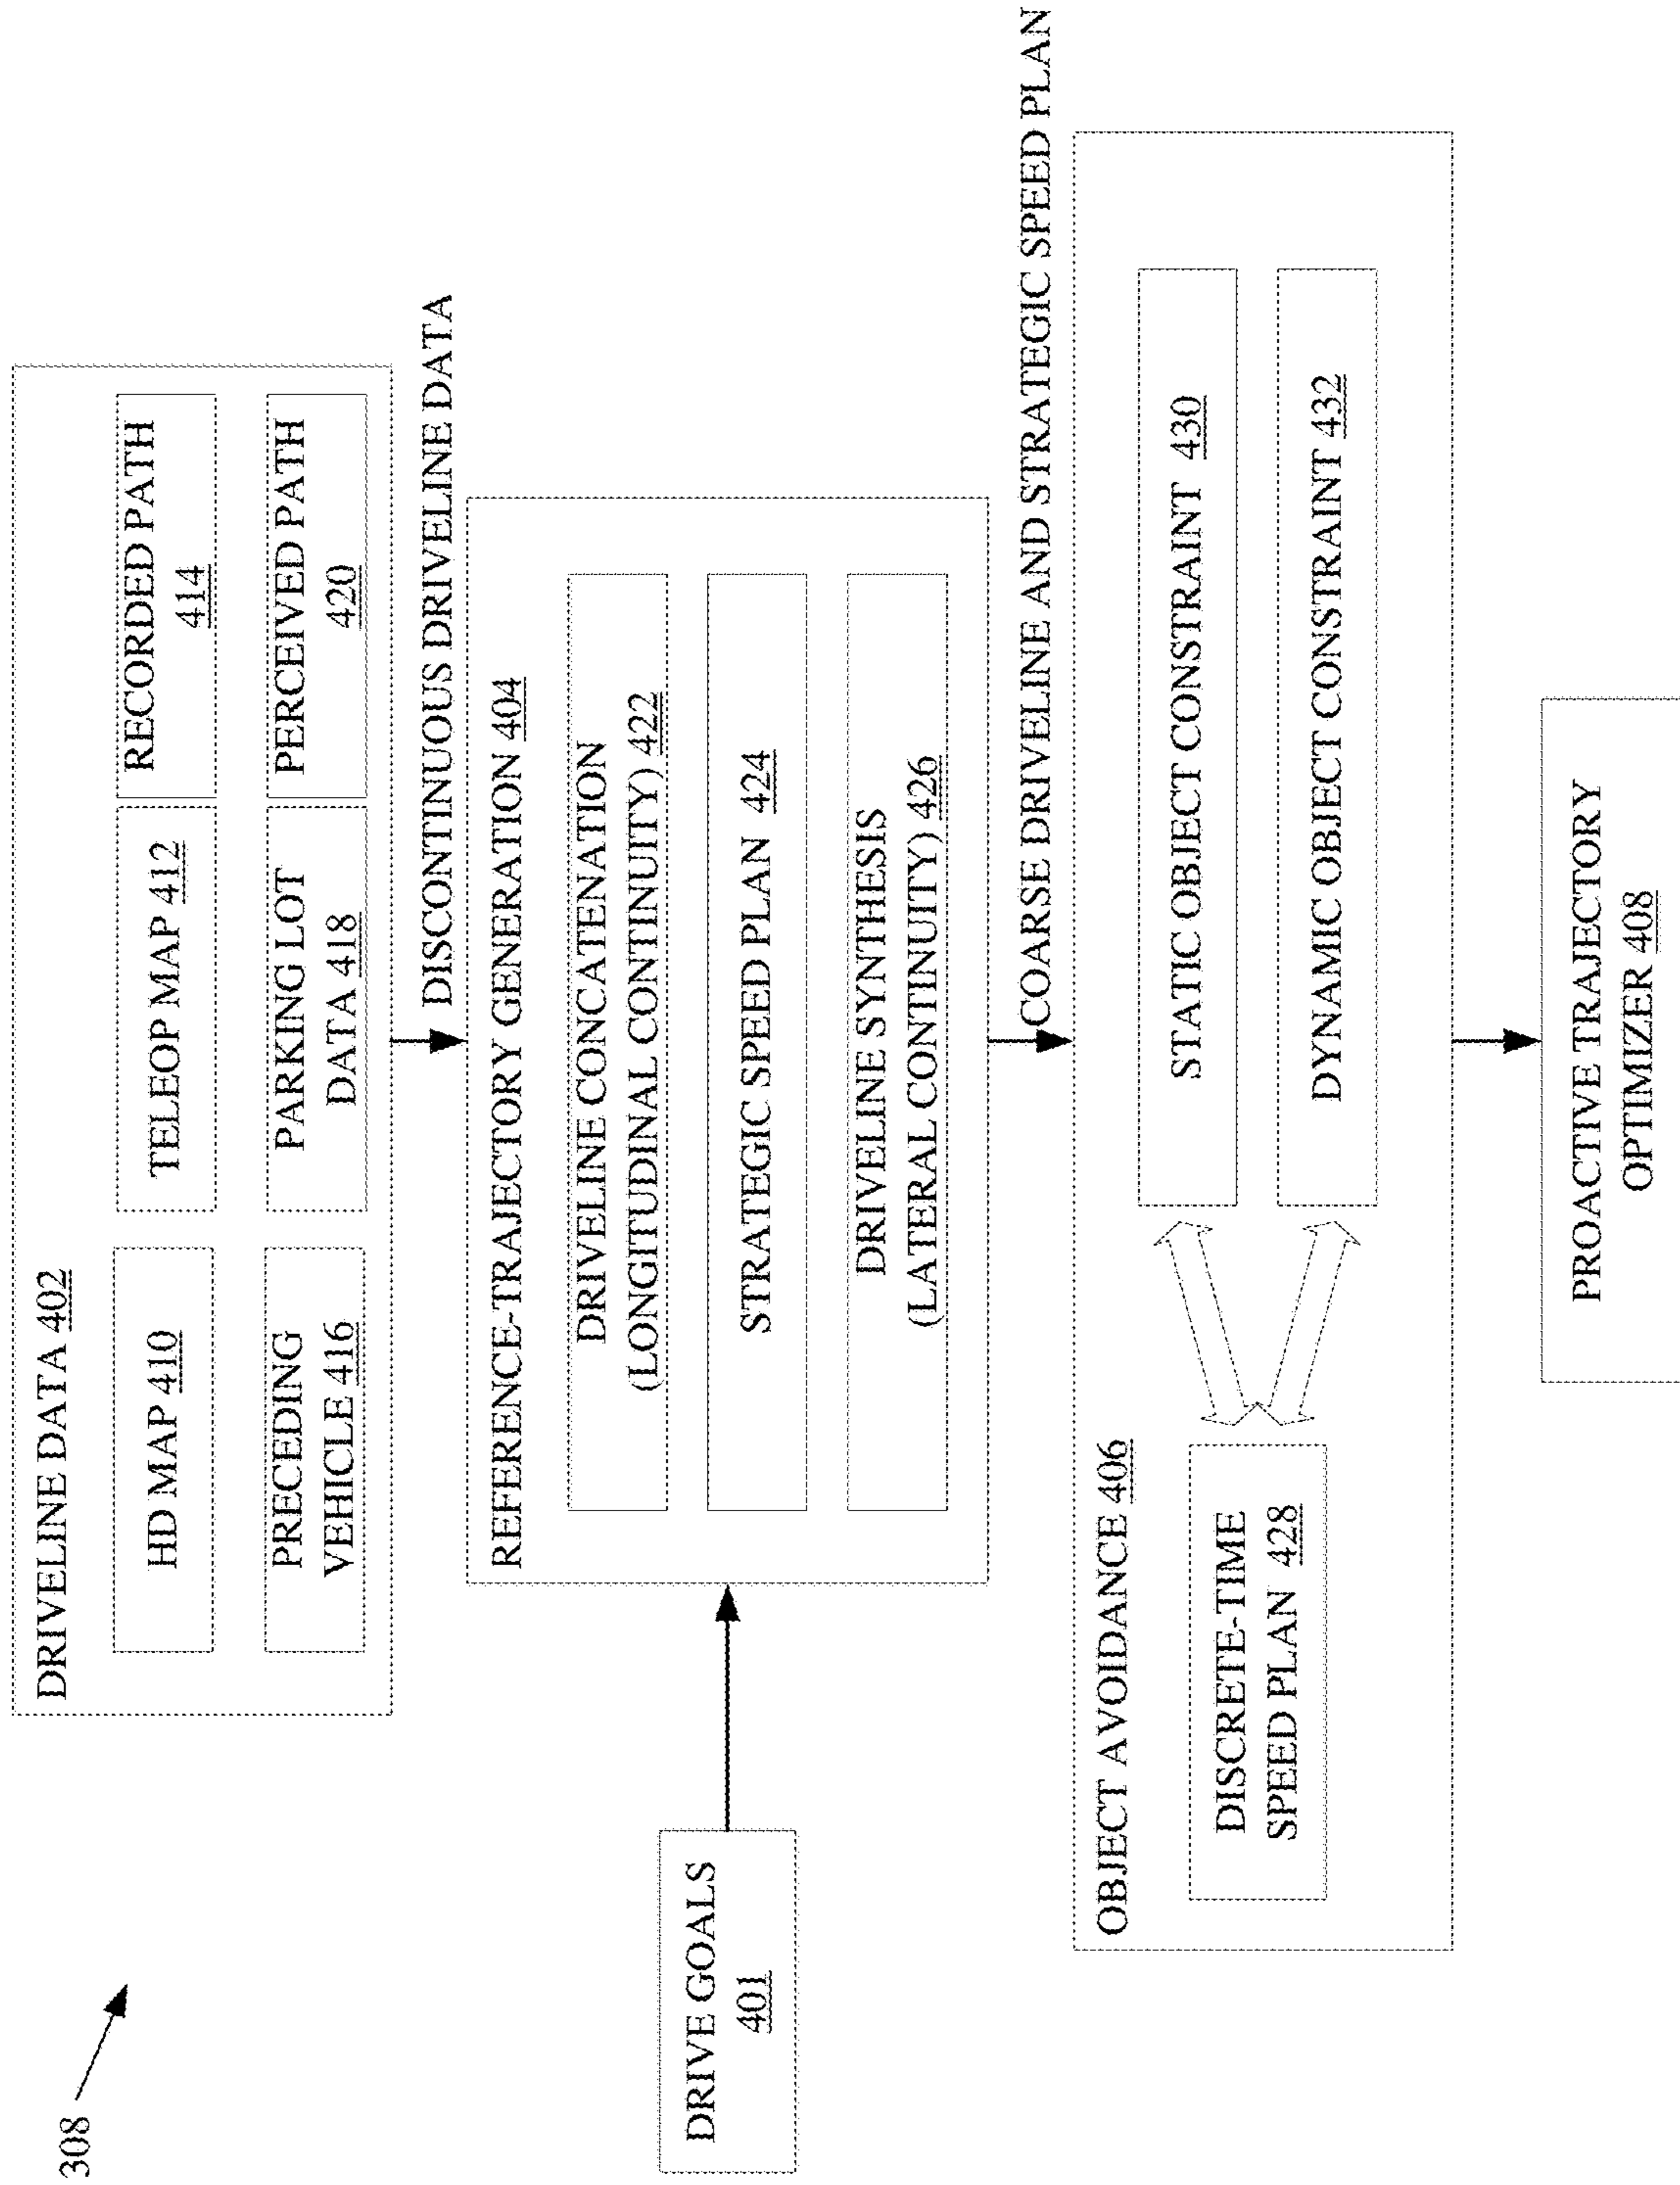 308
DRIVELINE DATA 402
HD MAP 410
TELEOP MAP 412
RECORDED PATH
414
PRECEDING
VEHICLE 416
PARKING LOT
DATA 418
PERCEIVED PATH
420
DISCONTINUOUS DRIVELINE DATA
DRIVE GOALS
401
REFERENCE-TRAJECTORY GENERATION 404
DRIVELINE CONCATENATION
(LONGITUDINAL CONTINUITY) 422
STRATEGIC SPEED PLAN 424
DRIVELINE SYNTHESIS
(LATERAL CONTINUITY) 426
COARSE DRIVELINE AND STRATEGIC SPEED PLAN
OBJECT AVOIDANCE 406
DISCRETE-TIME
SPEED PLAN 428
STATIC OBJECT CONSTRAINT 430
DYNAMIC OBJECT CONSTRAINT 432
PROACTIVE TRAJECTORY
OPTIMIZER 408